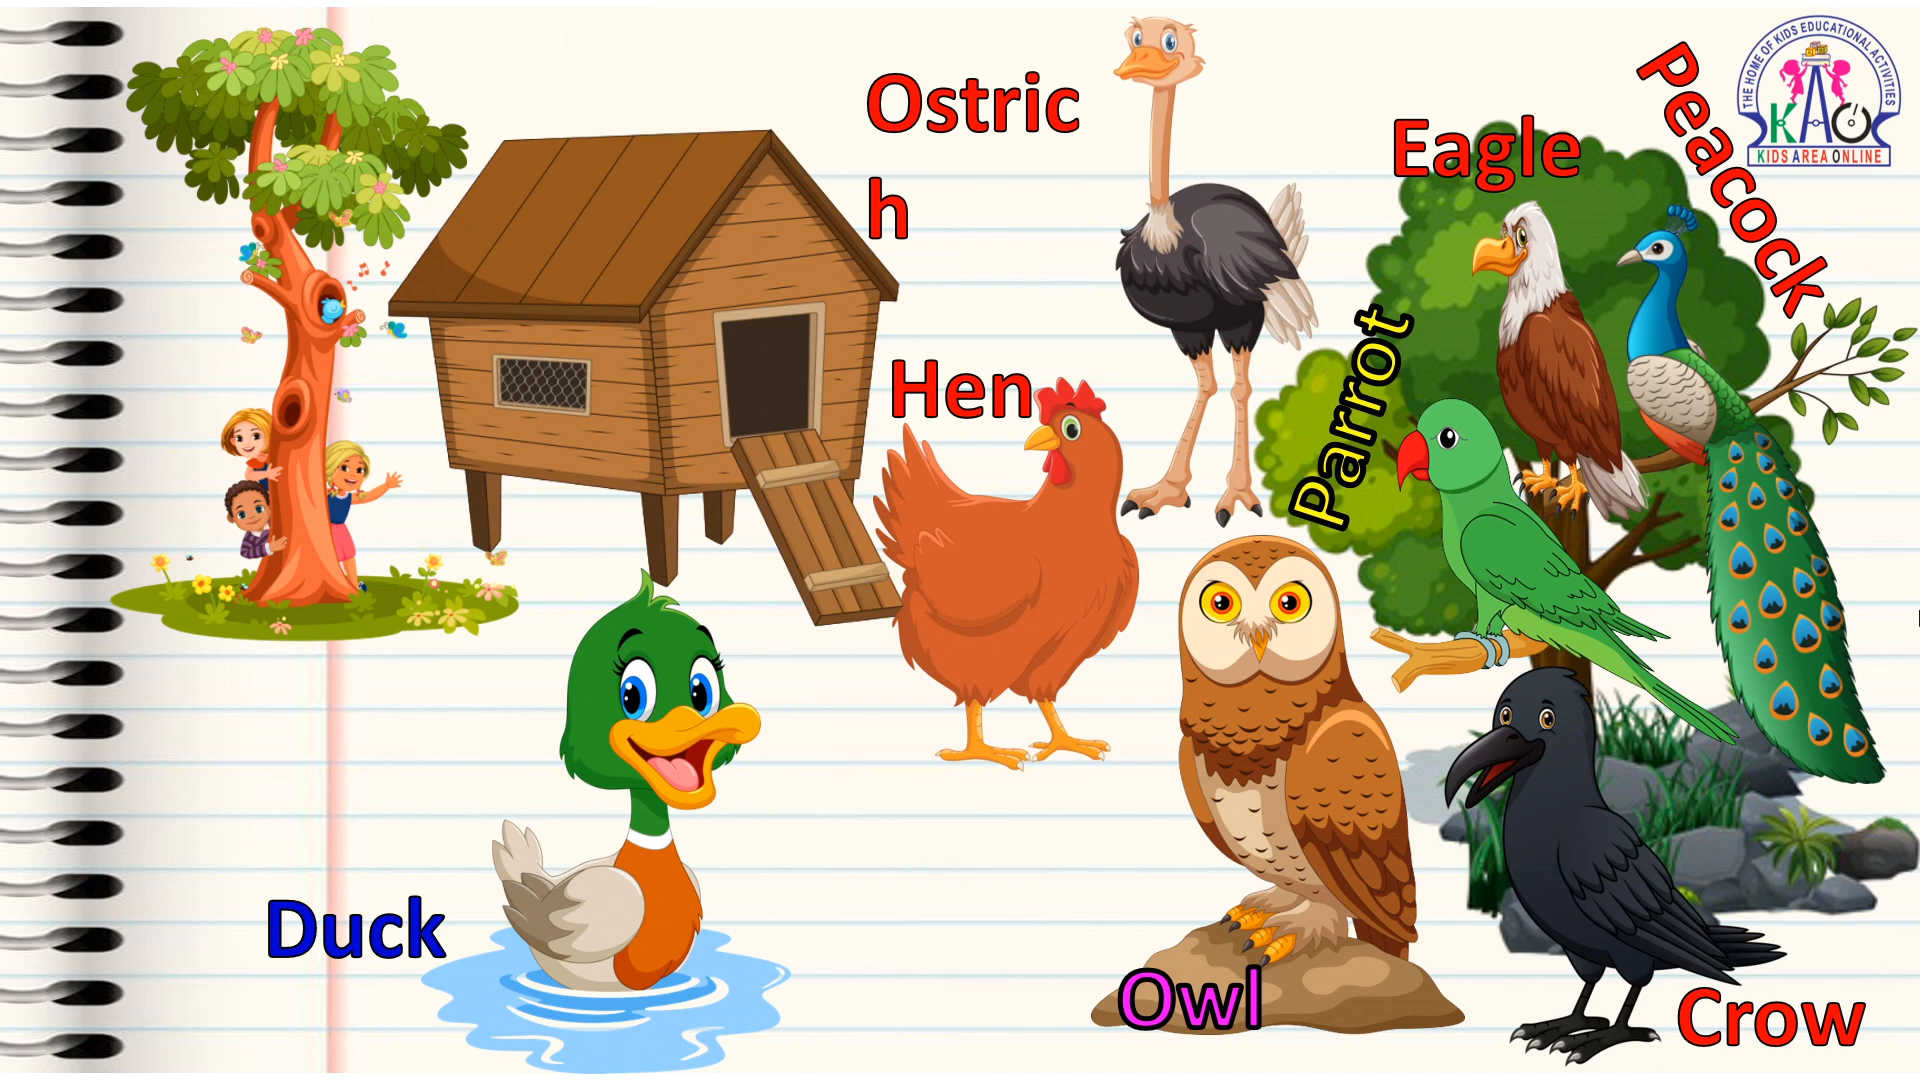 THE HOME OF KIDS EDUCATIONAL ACTIVITIES
KAO
KIDS AREA ONLINE
Ostric
h
Eagle
Peacock
Parrot
Hen
Duck
Owl
Crow